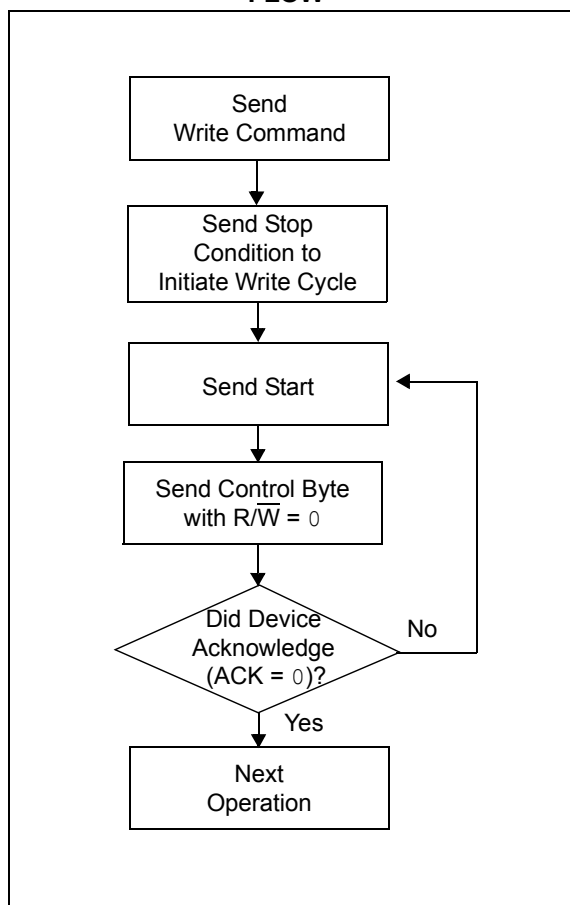 Send
Write Command
Send Stop
Condition to
Initiate Write Cycle
Send Start
Send Control Byte
with R/W̅ = 0
Did Device
Acknowledge
(ACK = 0)?
No
Yes
Next
Operation